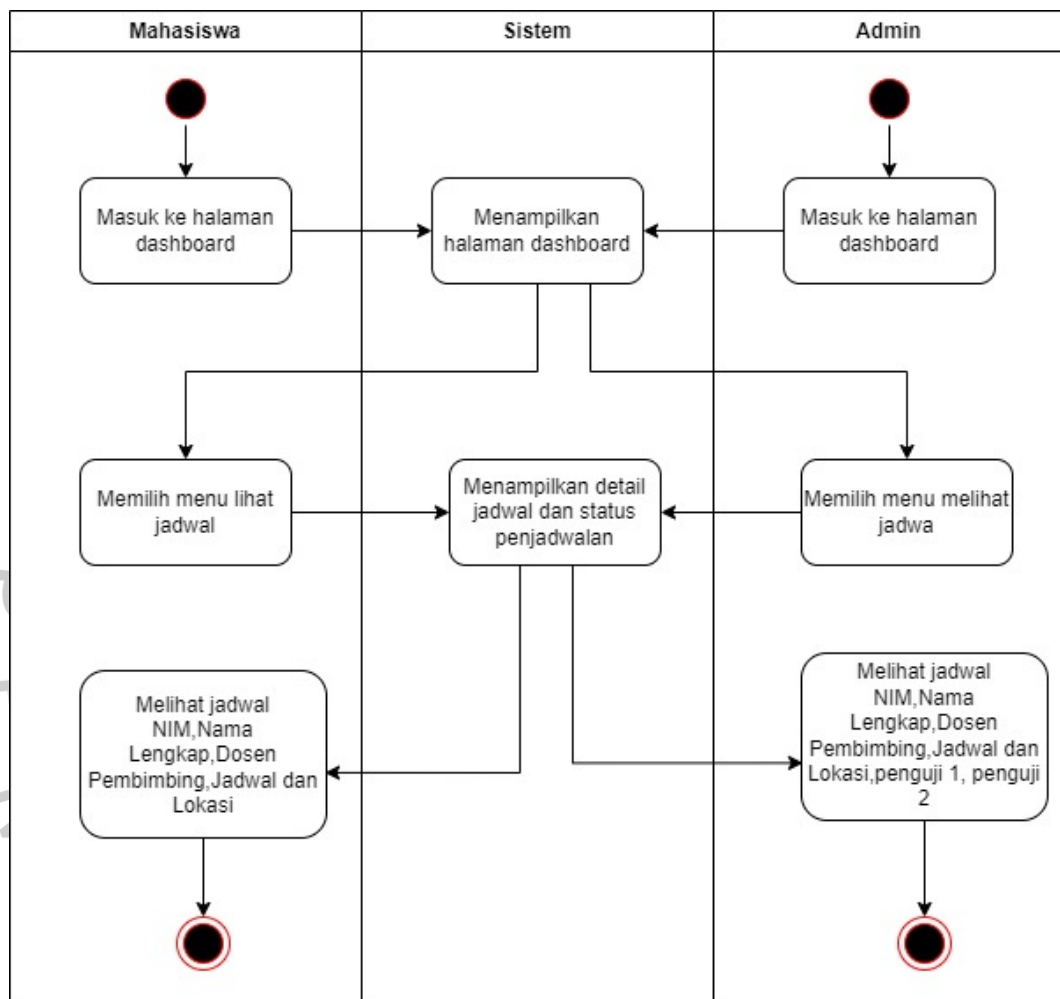 Mahasiswa
Sistem
Admin
Masuk ke halaman
dashboard
Menampilkan
halaman dashboard
Masuk ke halaman
dashboard
Memilih menu lihat
jadwal
Menampilkan detail
jadwal dan status
penjadwalan
Memilih menu melihat
jadwa
Melihat jadwal
NIM,Nama
Lengkap,Dosen
Pembimbing,Jadwal dan
Lokasi
Melihat jadwal
NIM,Nama
Lengkap,Dosen
Pembimbing,Jadwal dan
Lokasi,penguji 1, penguji
2